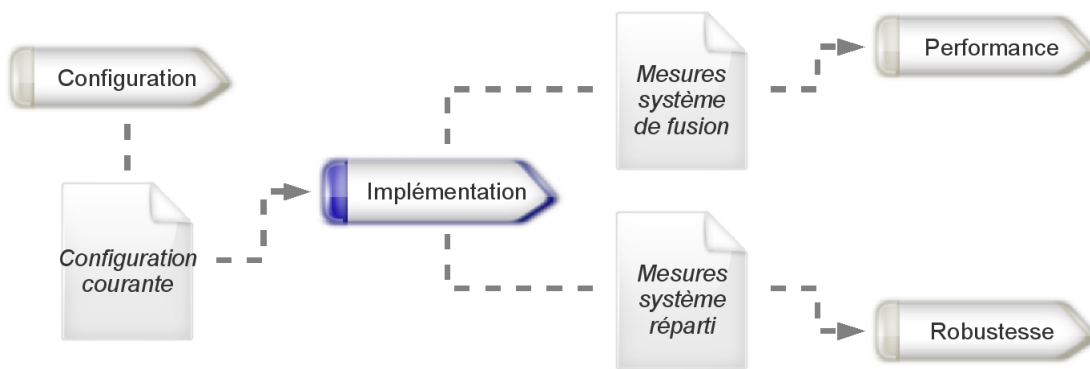 Configuration
Configuration
courante
Implémentation
Mesures
système
de fusion
Performance
Mesures
système
réparti
Robustesse